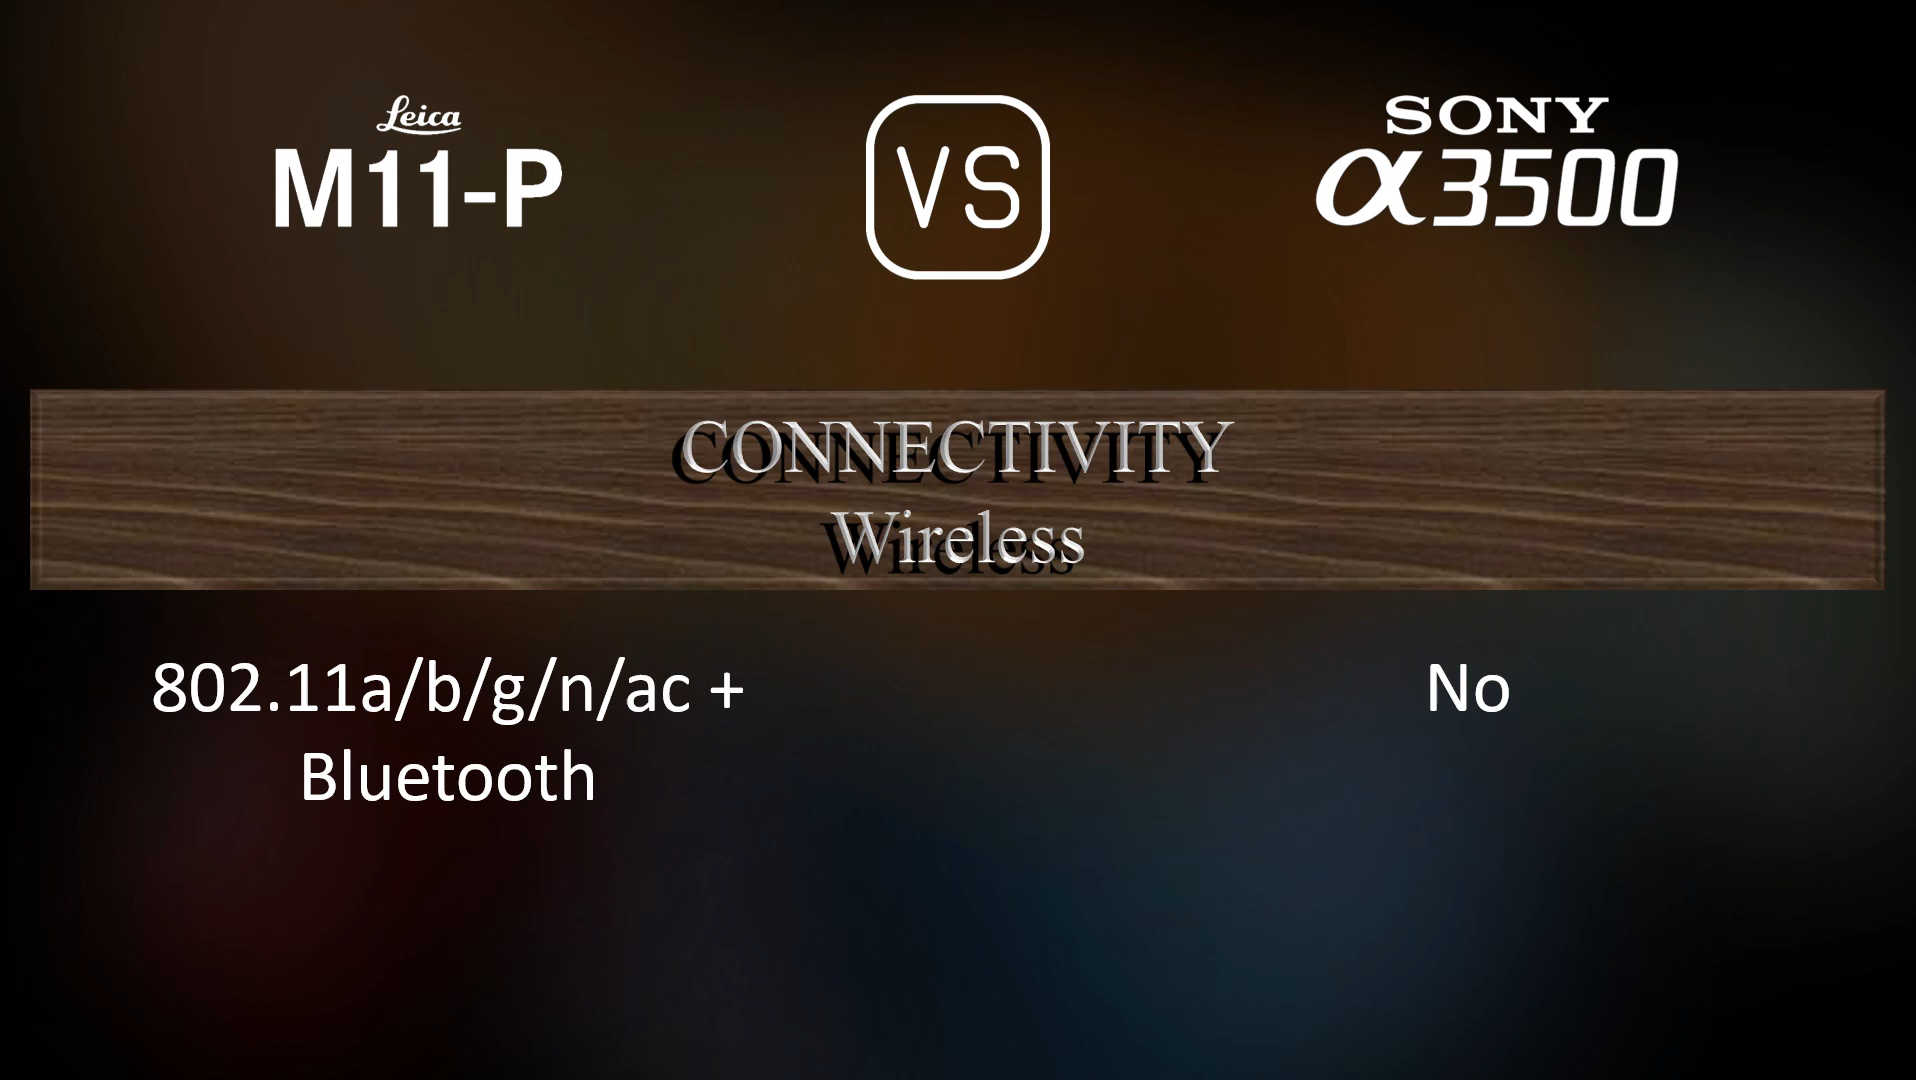 Leica
M11-P
VS
SONY
α3500
CONNECTIVITY
Wireless
802.11a/b/g/n/ac +
Bluetooth
No